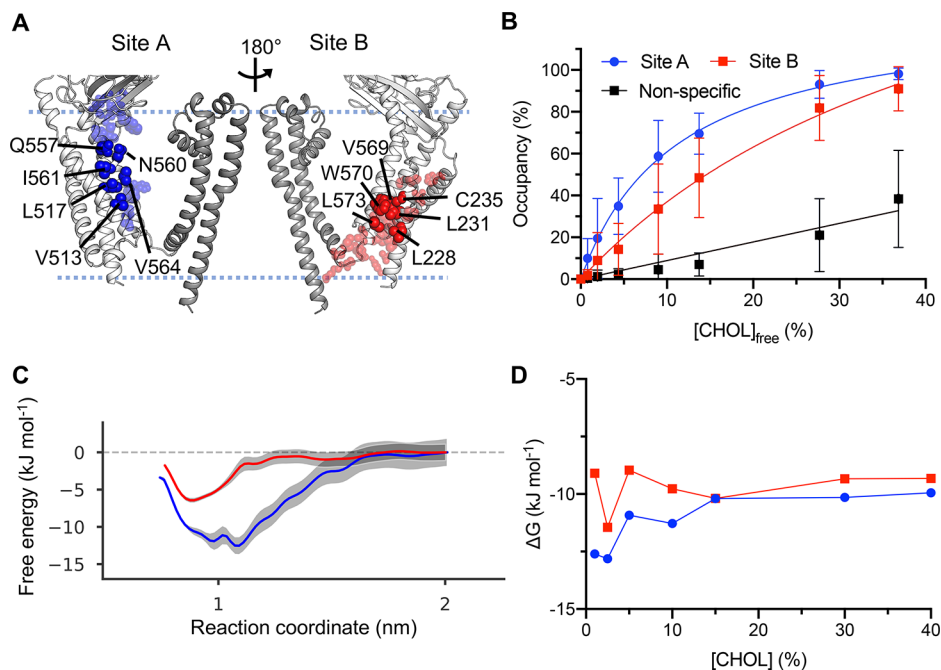 A
Site A
180°
Site B
Q557
N560
I561
L517
V513
V564
V569
W570
L573
C235
L231
L228
B
Site A
Site B
Non-specific
Occupancy (%)
100
80
60
40
20
0
0
10
20
30
40
[CHOL]free (%)
C
Free energy (kJ mol⁻¹)
0
−5
−10
−15
1
2
Reaction coordinate (nm)
D
ΔG (kJ mol⁻¹)
-5
-10
-15
0
10
20
30
40
[CHOL] (%)